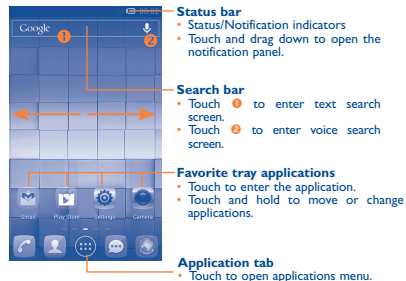 Status bar
• Status/Notification indicators
• Touch and drag down to open the
notification panel.
Google
1
2
Search bar
• Touch 1 to enter text search
screen.
• Touch 2 to enter voice search
screen.
Favorite tray applications
• Touch to enter the application.
• Touch and hold to move or change
applications.
Gmail
Play Store
Settings
Camera
Application tab
• Touch to open applications menu.